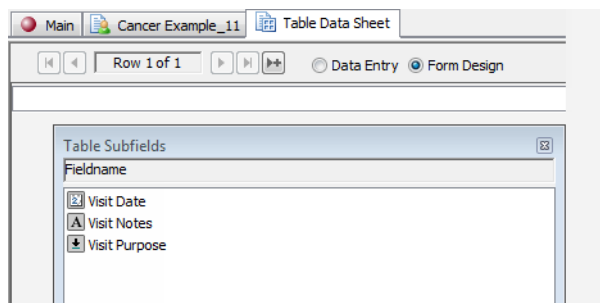 Main Cancer Example_11 Table Data Sheet
Row 1 of 1 Data Entry Form Design
Table Subfields
Fieldname
Visit Date
A Visit Notes
Visit Purpose